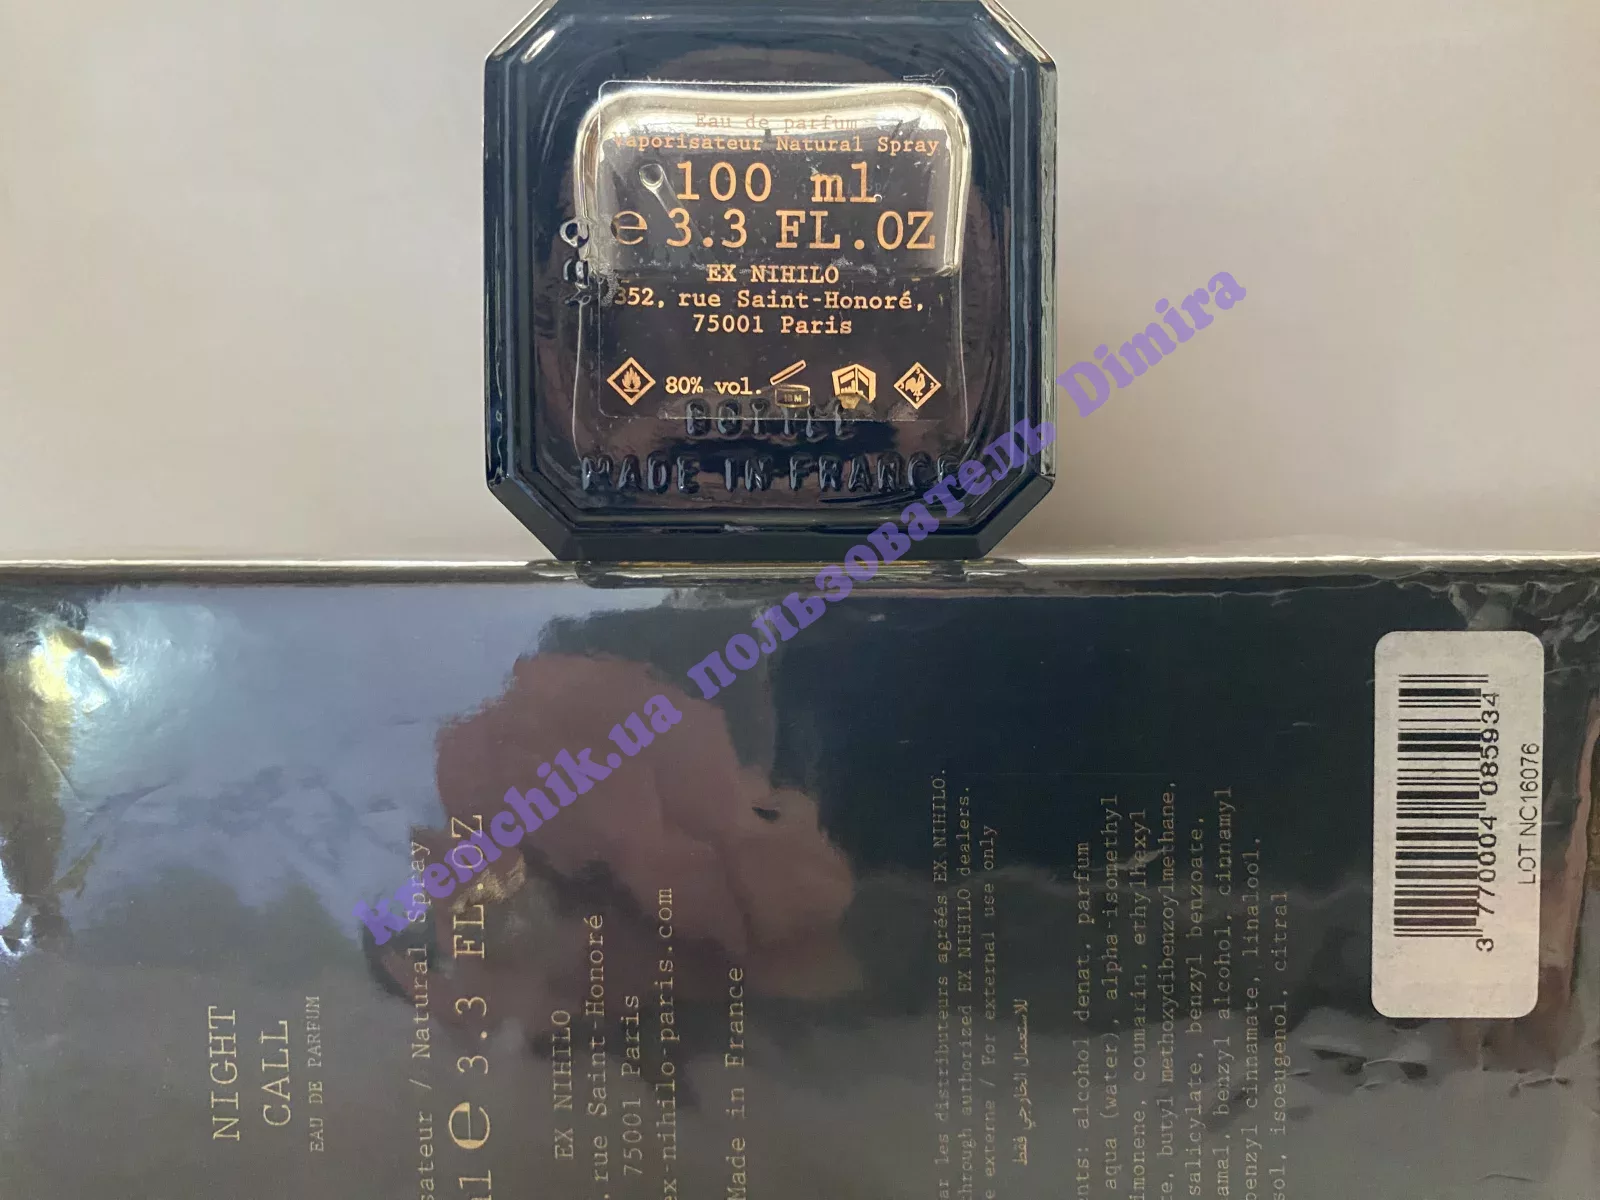 Eau de parfum
Vaporisateur Natural Spray
100 ml
e 3.3 FL.OZ
EX NIHILO
352, rue Saint-Honoré,
75001 Paris
80% vol.
BOTTLE
MADE IN FRANCE
krenchik.ua пользователь Dimira
NIGHT
CALL
EAU DE PARFUM
/ Natural Spray
e 3.3 FL.OZ
EX NIHILO
, rue Saint-Honoré
75001 Paris
ex-nihilo-paris.com
Made in France
les distributeurs agréés EX NIHILO.
through authorized EX NIHILO dealers.
externe / For external use only
للاستعمال الخارجي فقط
alcohol denat. parfum
aqua (water), alpha-isomethyl
coumarin, ethylhexyl
butyl methoxydibenzoylmethane,
salicylate, benzyl benzoate,
benzyl alcohol, cinnamyl
benzyl cinnamate, linalool,
isoeugenol, citral
3 770004 085934
LOT NC16076